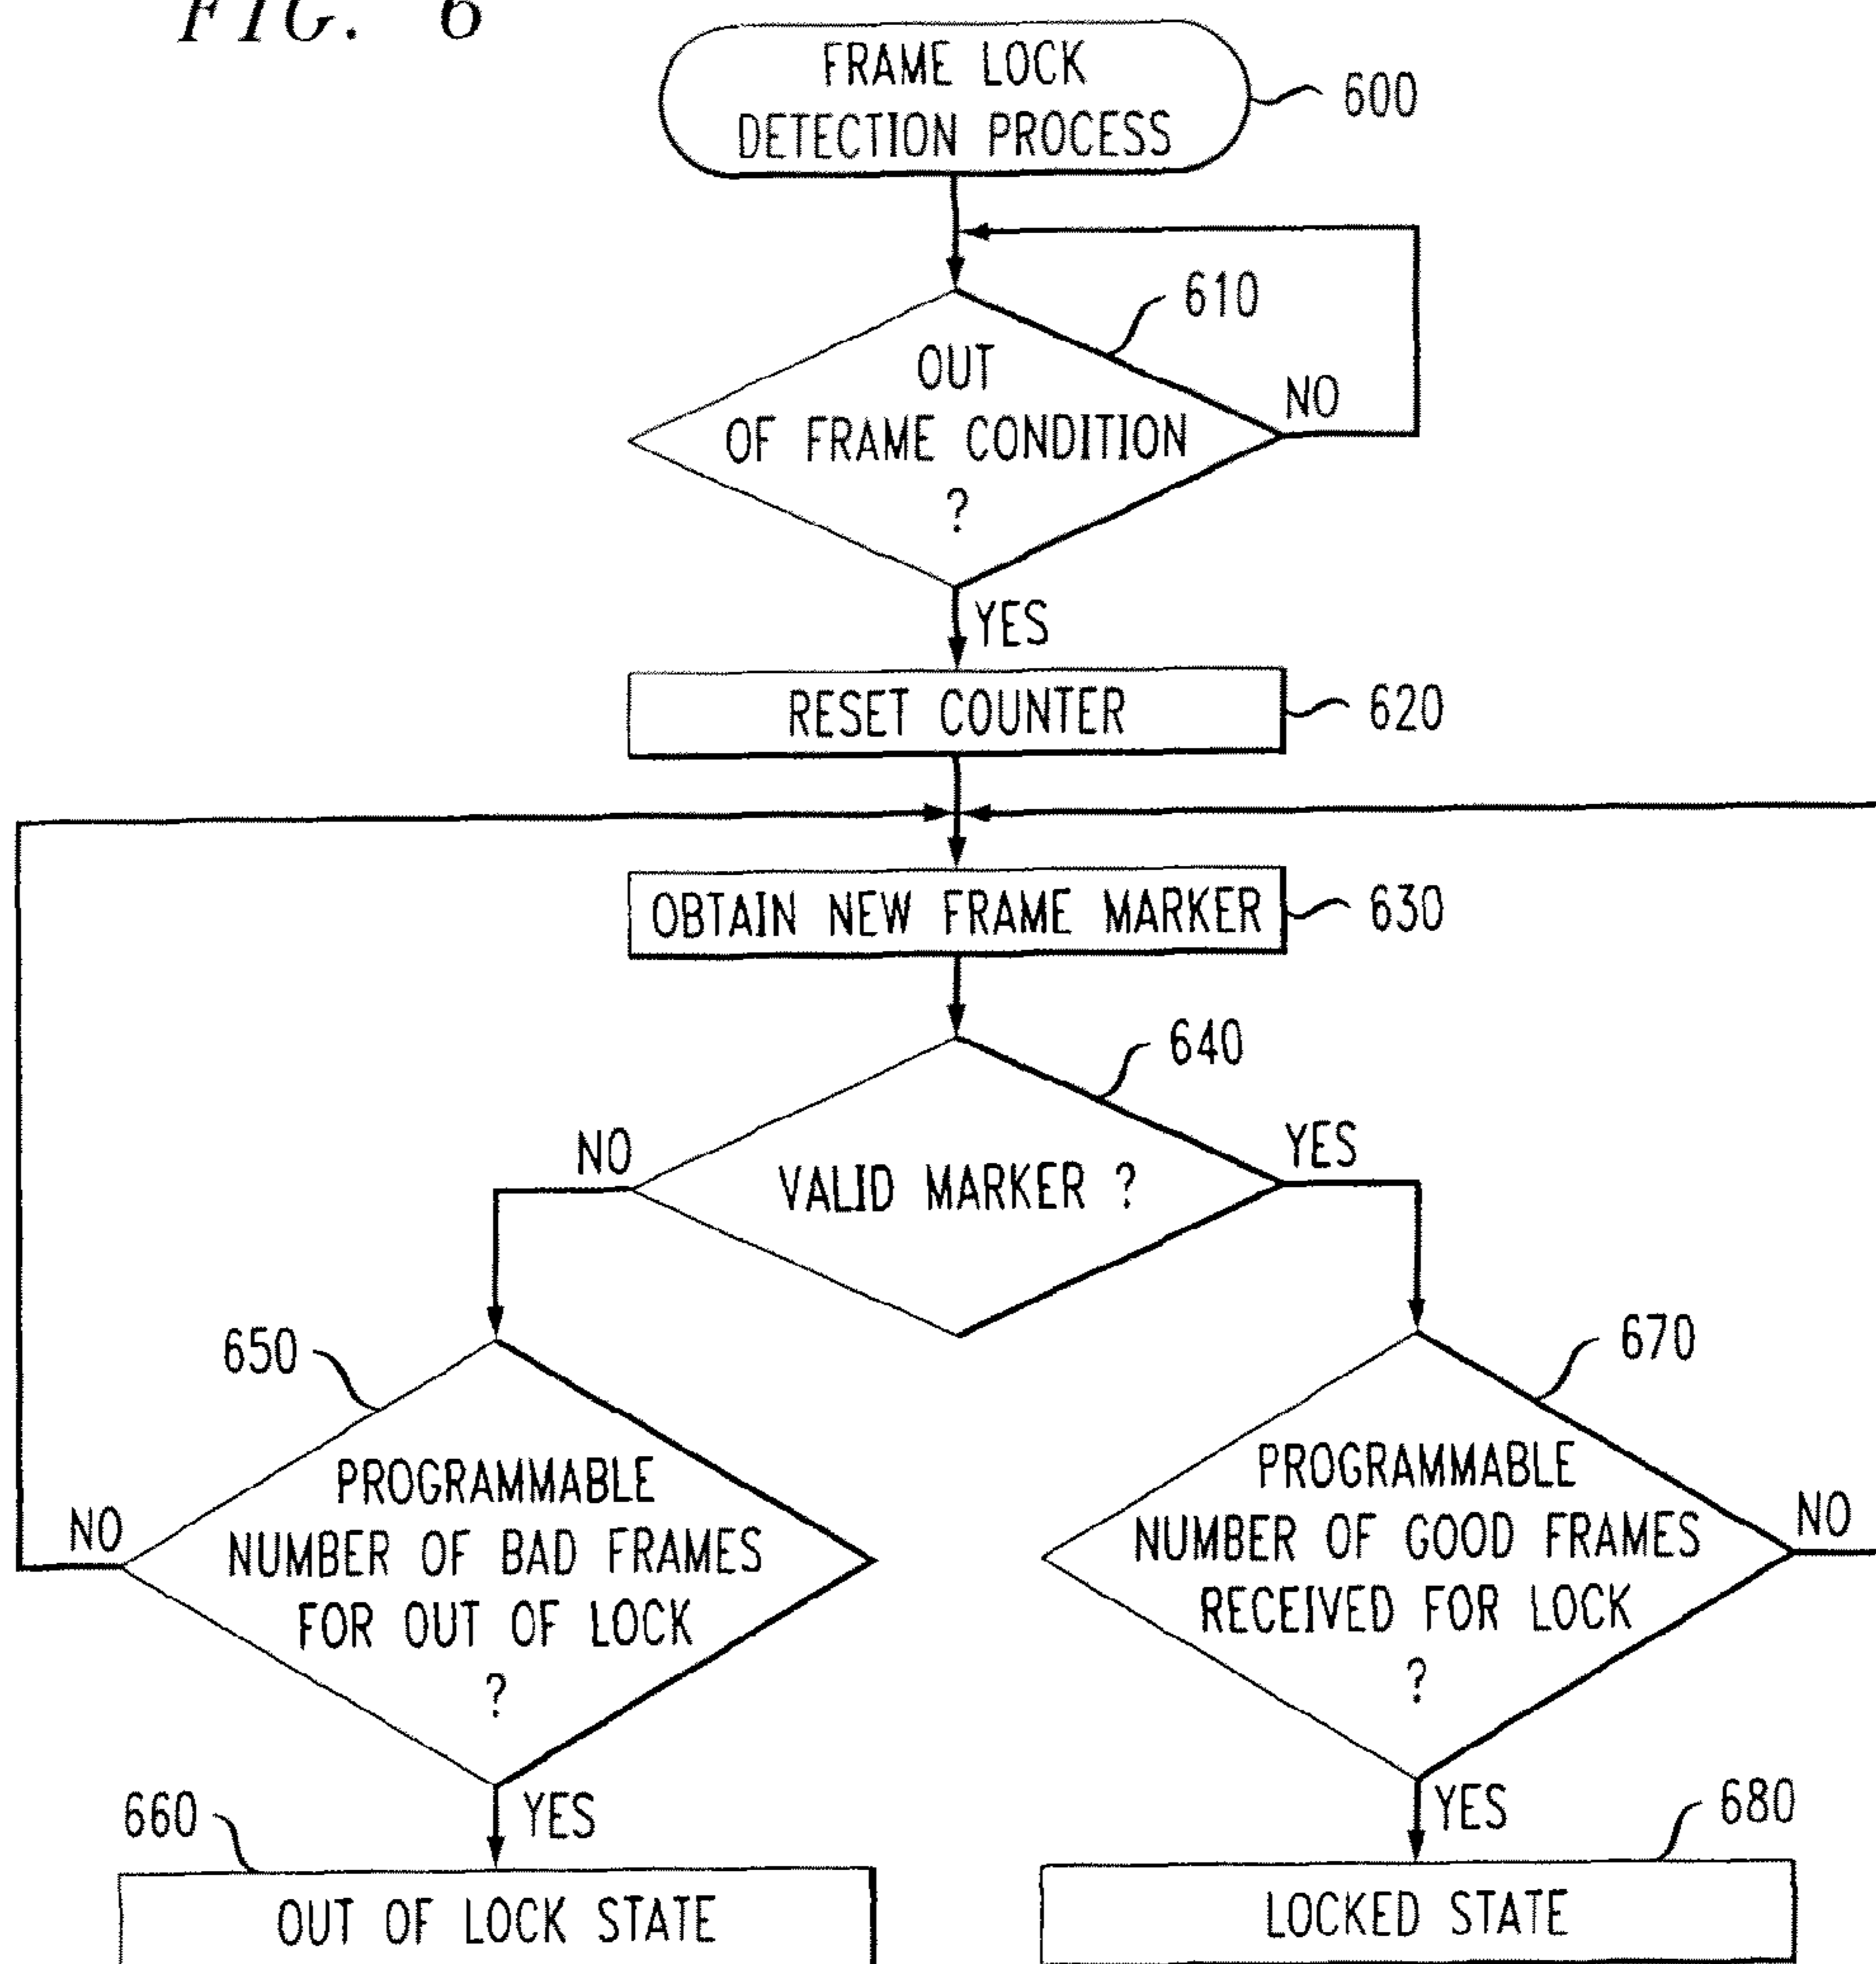 FIG. 6
FRAME LOCK
DETECTION PROCESS
600
610
OUT
OF FRAME CONDITION
?
NO
YES
RESET COUNTER
620
OBTAIN NEW FRAME MARKER
630
640
NO
VALID MARKER ?
YES
650
PROGRAMMABLE
NUMBER OF BAD FRAMES
FOR OUT OF LOCK
?
NO
YES
670
PROGRAMMABLE
NUMBER OF GOOD FRAMES
RECEIVED FOR LOCK
?
NO
YES
660
OUT OF LOCK STATE
680
LOCKED STATE